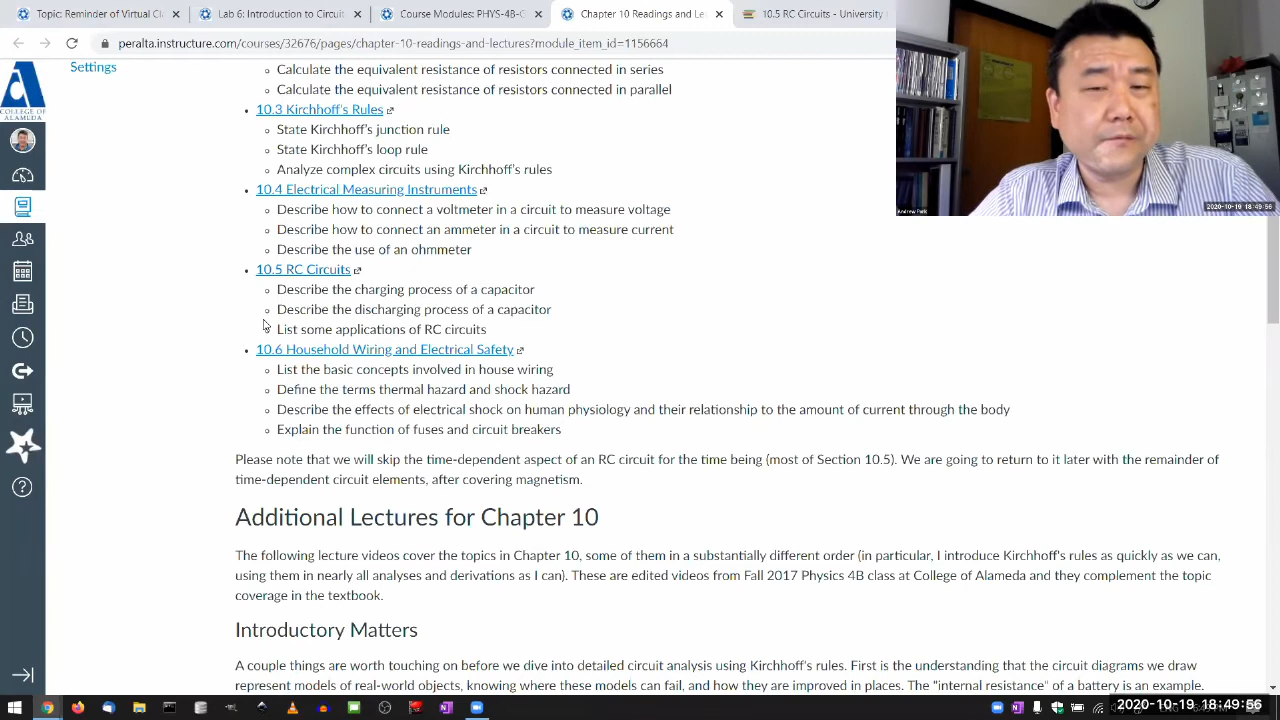 Topic: Reminder of Virtual Cl
Lab 6:
Course Modules: PHYS-4B-
Chapter 10 Readings and Le
10.5 RC Circuits - University
peralta.instructure.com/courses/32676/pages/chapter-10-readings-and-lectures?module_item_id=1156664
Settings
COLLEGE OF
ALAMEDA
Calculate the equivalent resistance of resistors connected in series
Calculate the equivalent resistance of resistors connected in parallel
10.3 Kirchhoff's Rules
State Kirchhoff's junction rule
State Kirchhoff's loop rule
Analyze complex circuits using Kirchhoff's rules
10.4 Electrical Measuring Instruments
Describe how to connect a voltmeter in a circuit to measure voltage
Describe how to connect an ammeter in a circuit to measure current
Describe the use of an ohmmeter
10.5 RC Circuits
Describe the charging process of a capacitor
Describe the discharging process of a capacitor
List some applications of RC circuits
10.6 Household Wiring and Electrical Safety
List the basic concepts involved in house wiring
Define the terms thermal hazard and shock hazard
Describe the effects of electrical shock on human physiology and their relationship to the amount of current through the body
Explain the function of fuses and circuit breakers
Please note that we will skip the time-dependent aspect of an RC circuit for the time being (most of Section 10.5). We are going to return to it later with the remainder of
time-dependent circuit elements, after covering magnetism.
Additional Lectures for Chapter 10
The following lecture videos cover the topics in Chapter 10, some of them in a substantially different order (in particular, I introduce Kirchhoff's rules as quickly as we can,
using them in nearly all analyses and derivations as I can). These are edited videos from Fall 2017 Physics 4B class at College of Alameda and they complement the topic
coverage in the textbook.
Introductory Matters
A couple things are worth touching on before we dive into detailed circuit analysis using Kirchhoff's rules. First is the understanding that the circuit diagrams we draw
represent models of real-world objects, knowing where these models can fail, and how they are improved in places. The "internal resistance" of a battery is an example.
2020-10-19 18:49:56
2020-10-19 18:49:56